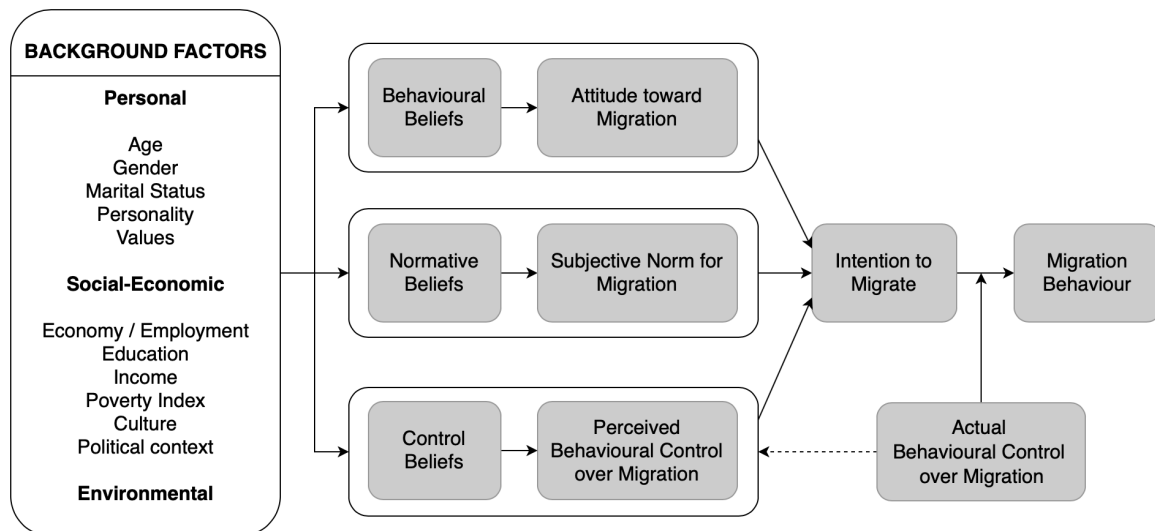 BACKGROUND FACTORS
Personal
Age
Gender
Marital Status
Personality
Values
Social-Economic
Economy / Employment
Education
Income
Poverty Index
Culture
Political context
Environmental
Behavioural
Beliefs
Attitude toward
Migration
Normative
Beliefs
Subjective Norm for
Migration
Control
Beliefs
Perceived
Behavioural Control
over Migration
Intention to
Migrate
Migration
Behaviour
Actual
Behavioural Control
over Migration